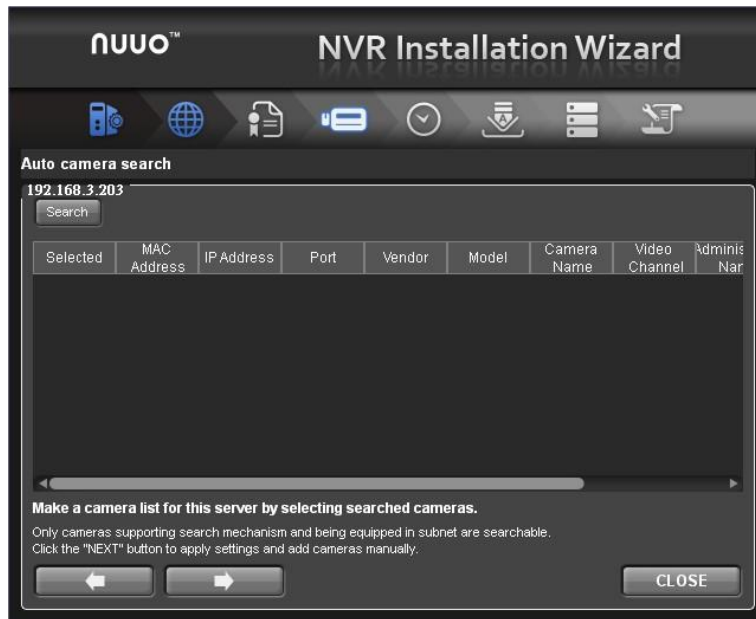 nuuo™
NVR Installation Wizard
Auto camera search
192.168.3.203
Search
Selected MAC Address IP Address Port Vendor Model Camera Name Video Channel Adminis Nar
Make a camera list for this server by selecting searched cameras.
Only cameras supporting search mechanism and being equipped in subnet are searchable.
Click the "NEXT" button to apply settings and add cameras manually.
CLOSE